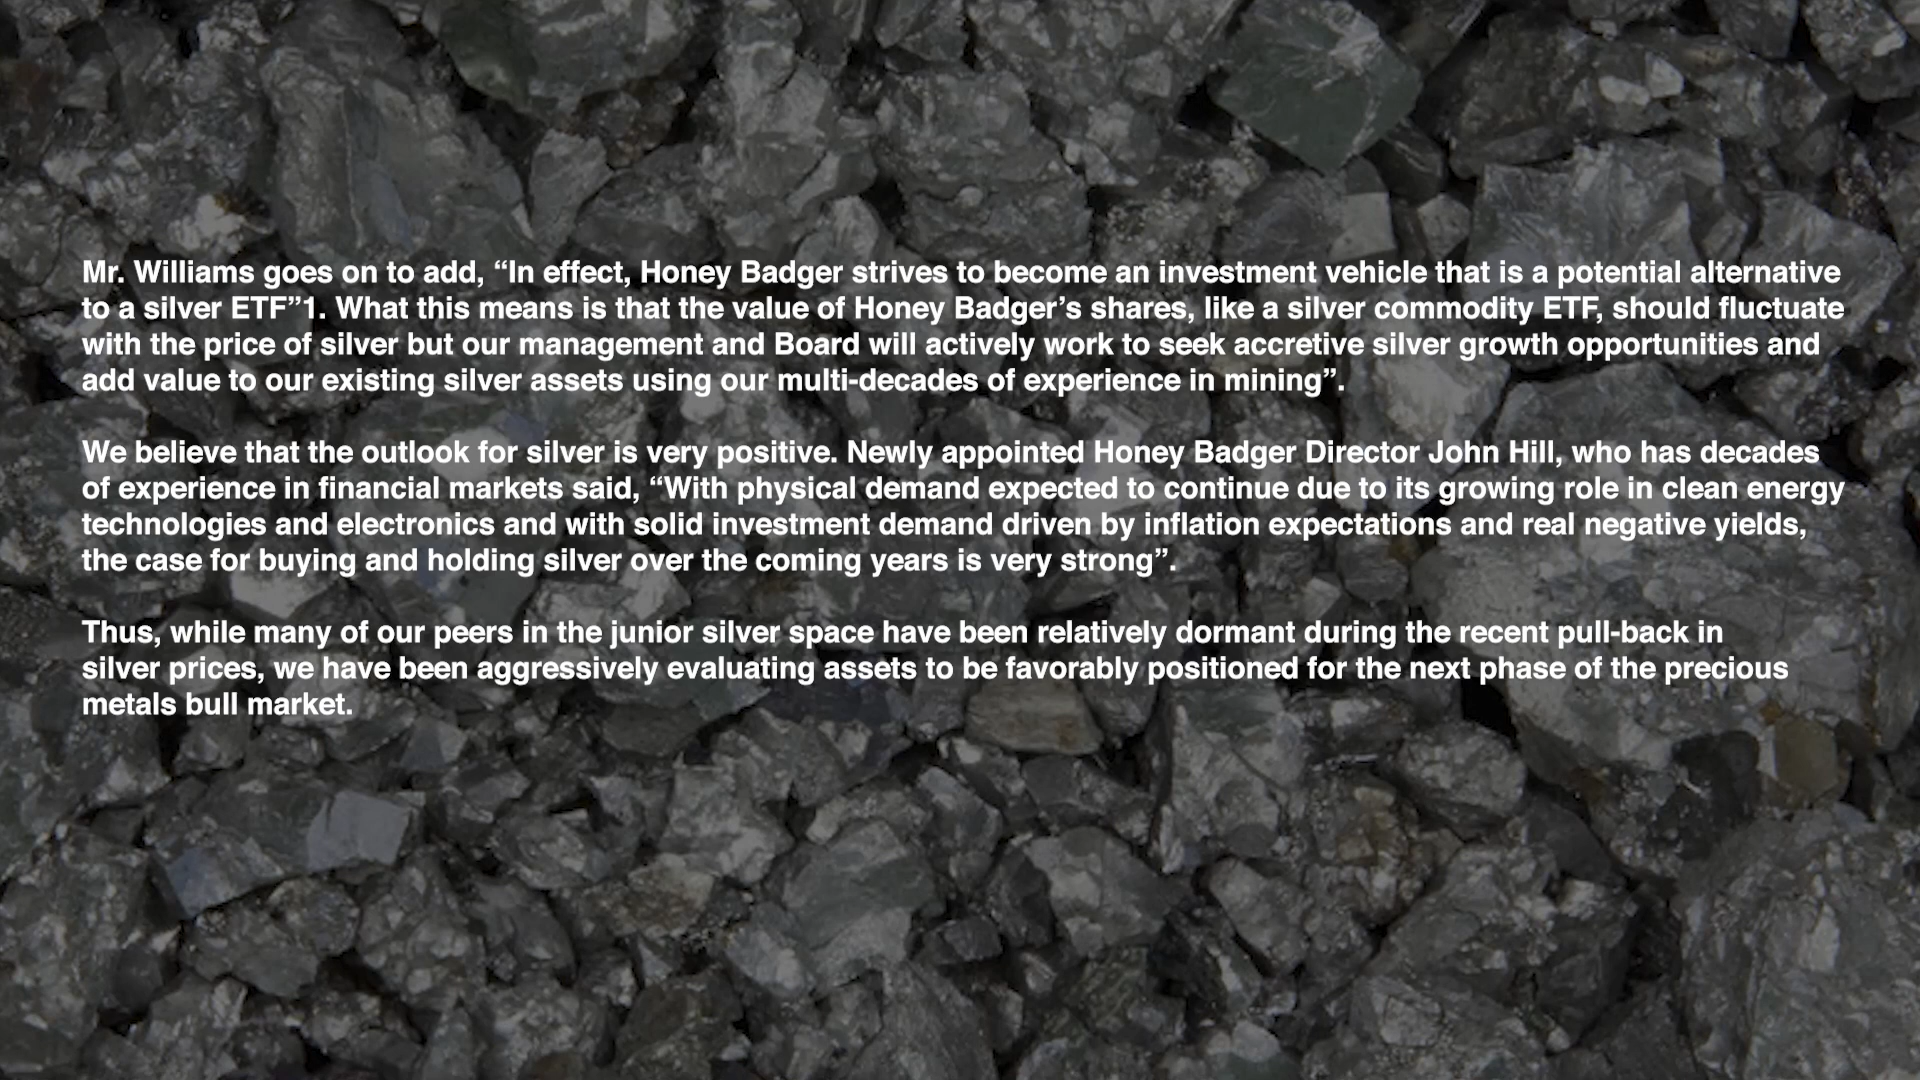 Mr. Williams goes on to add, “In effect, Honey Badger strives to become an investment vehicle that is a potential alternative
to a silver ETF”1. What this means is that the value of Honey Badger’s shares, like a silver commodity ETF, should fluctuate
with the price of silver but our management and Board will actively work to seek accretive silver growth opportunities and
add value to our existing silver assets using our multi-decades of experience in mining”.
We believe that the outlook for silver is very positive. Newly appointed Honey Badger Director John Hill, who has decades
of experience in financial markets said, “With physical demand expected to continue due to its growing role in clean energy
technologies and electronics and with solid investment demand driven by inflation expectations and real negative yields,
the case for buying and holding silver over the coming years is very strong”.
Thus, while many of our peers in the junior silver space have been relatively dormant during the recent pull-back in
silver prices, we have been aggressively evaluating assets to be favorably positioned for the next phase of the precious
metals bull market.